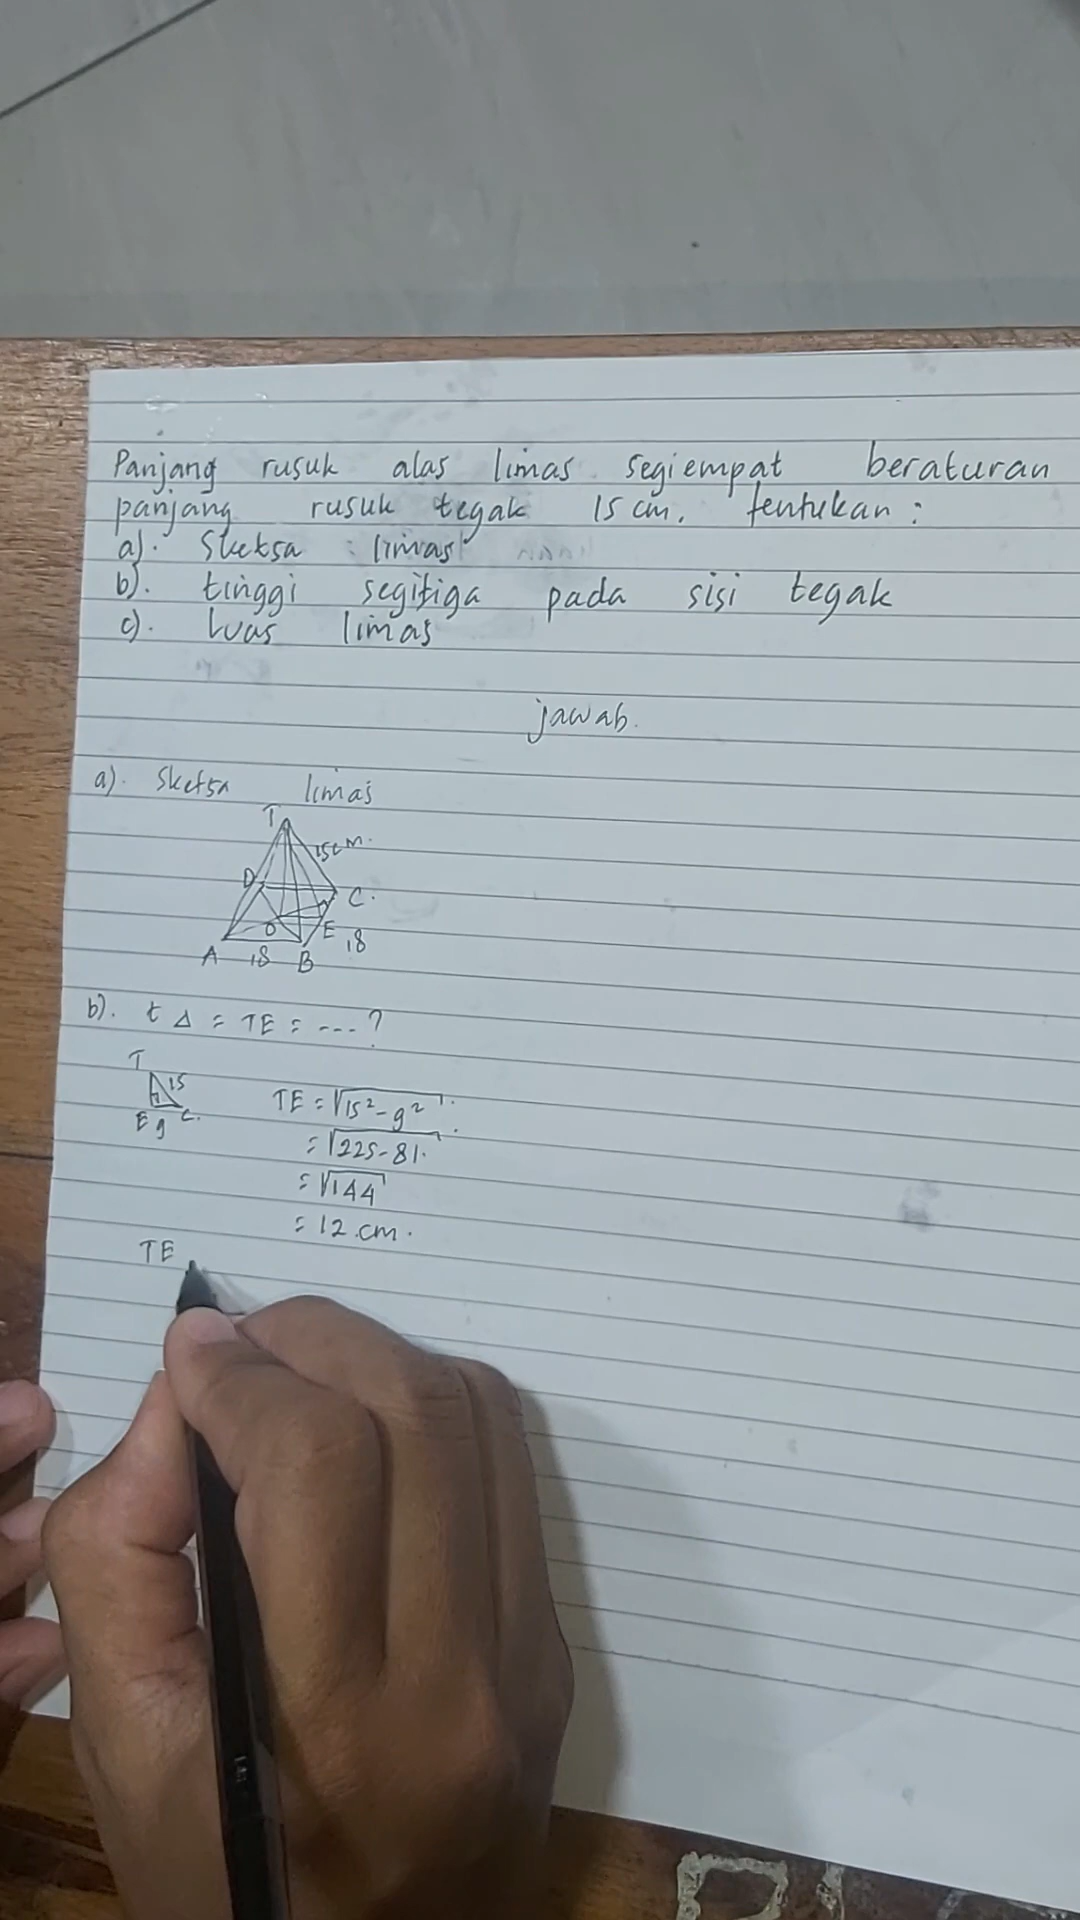 Panjang rusuk alas limas segiempat beraturan
panjang rusuk tegak 15 cm. tentukan :
a). Sketsa limas
b). tinggi segitiga pada sisi tegak
c). Luas limas
jawab.
a). Sketsa limas
T
15 cm.
D
C.
O
E
18
A 18 B
b). t Δ = TE = --- ?
T
15
E 9 C.
TE = √15² - 9²
= √225 - 81.
= √144
= 12 cm.
TE